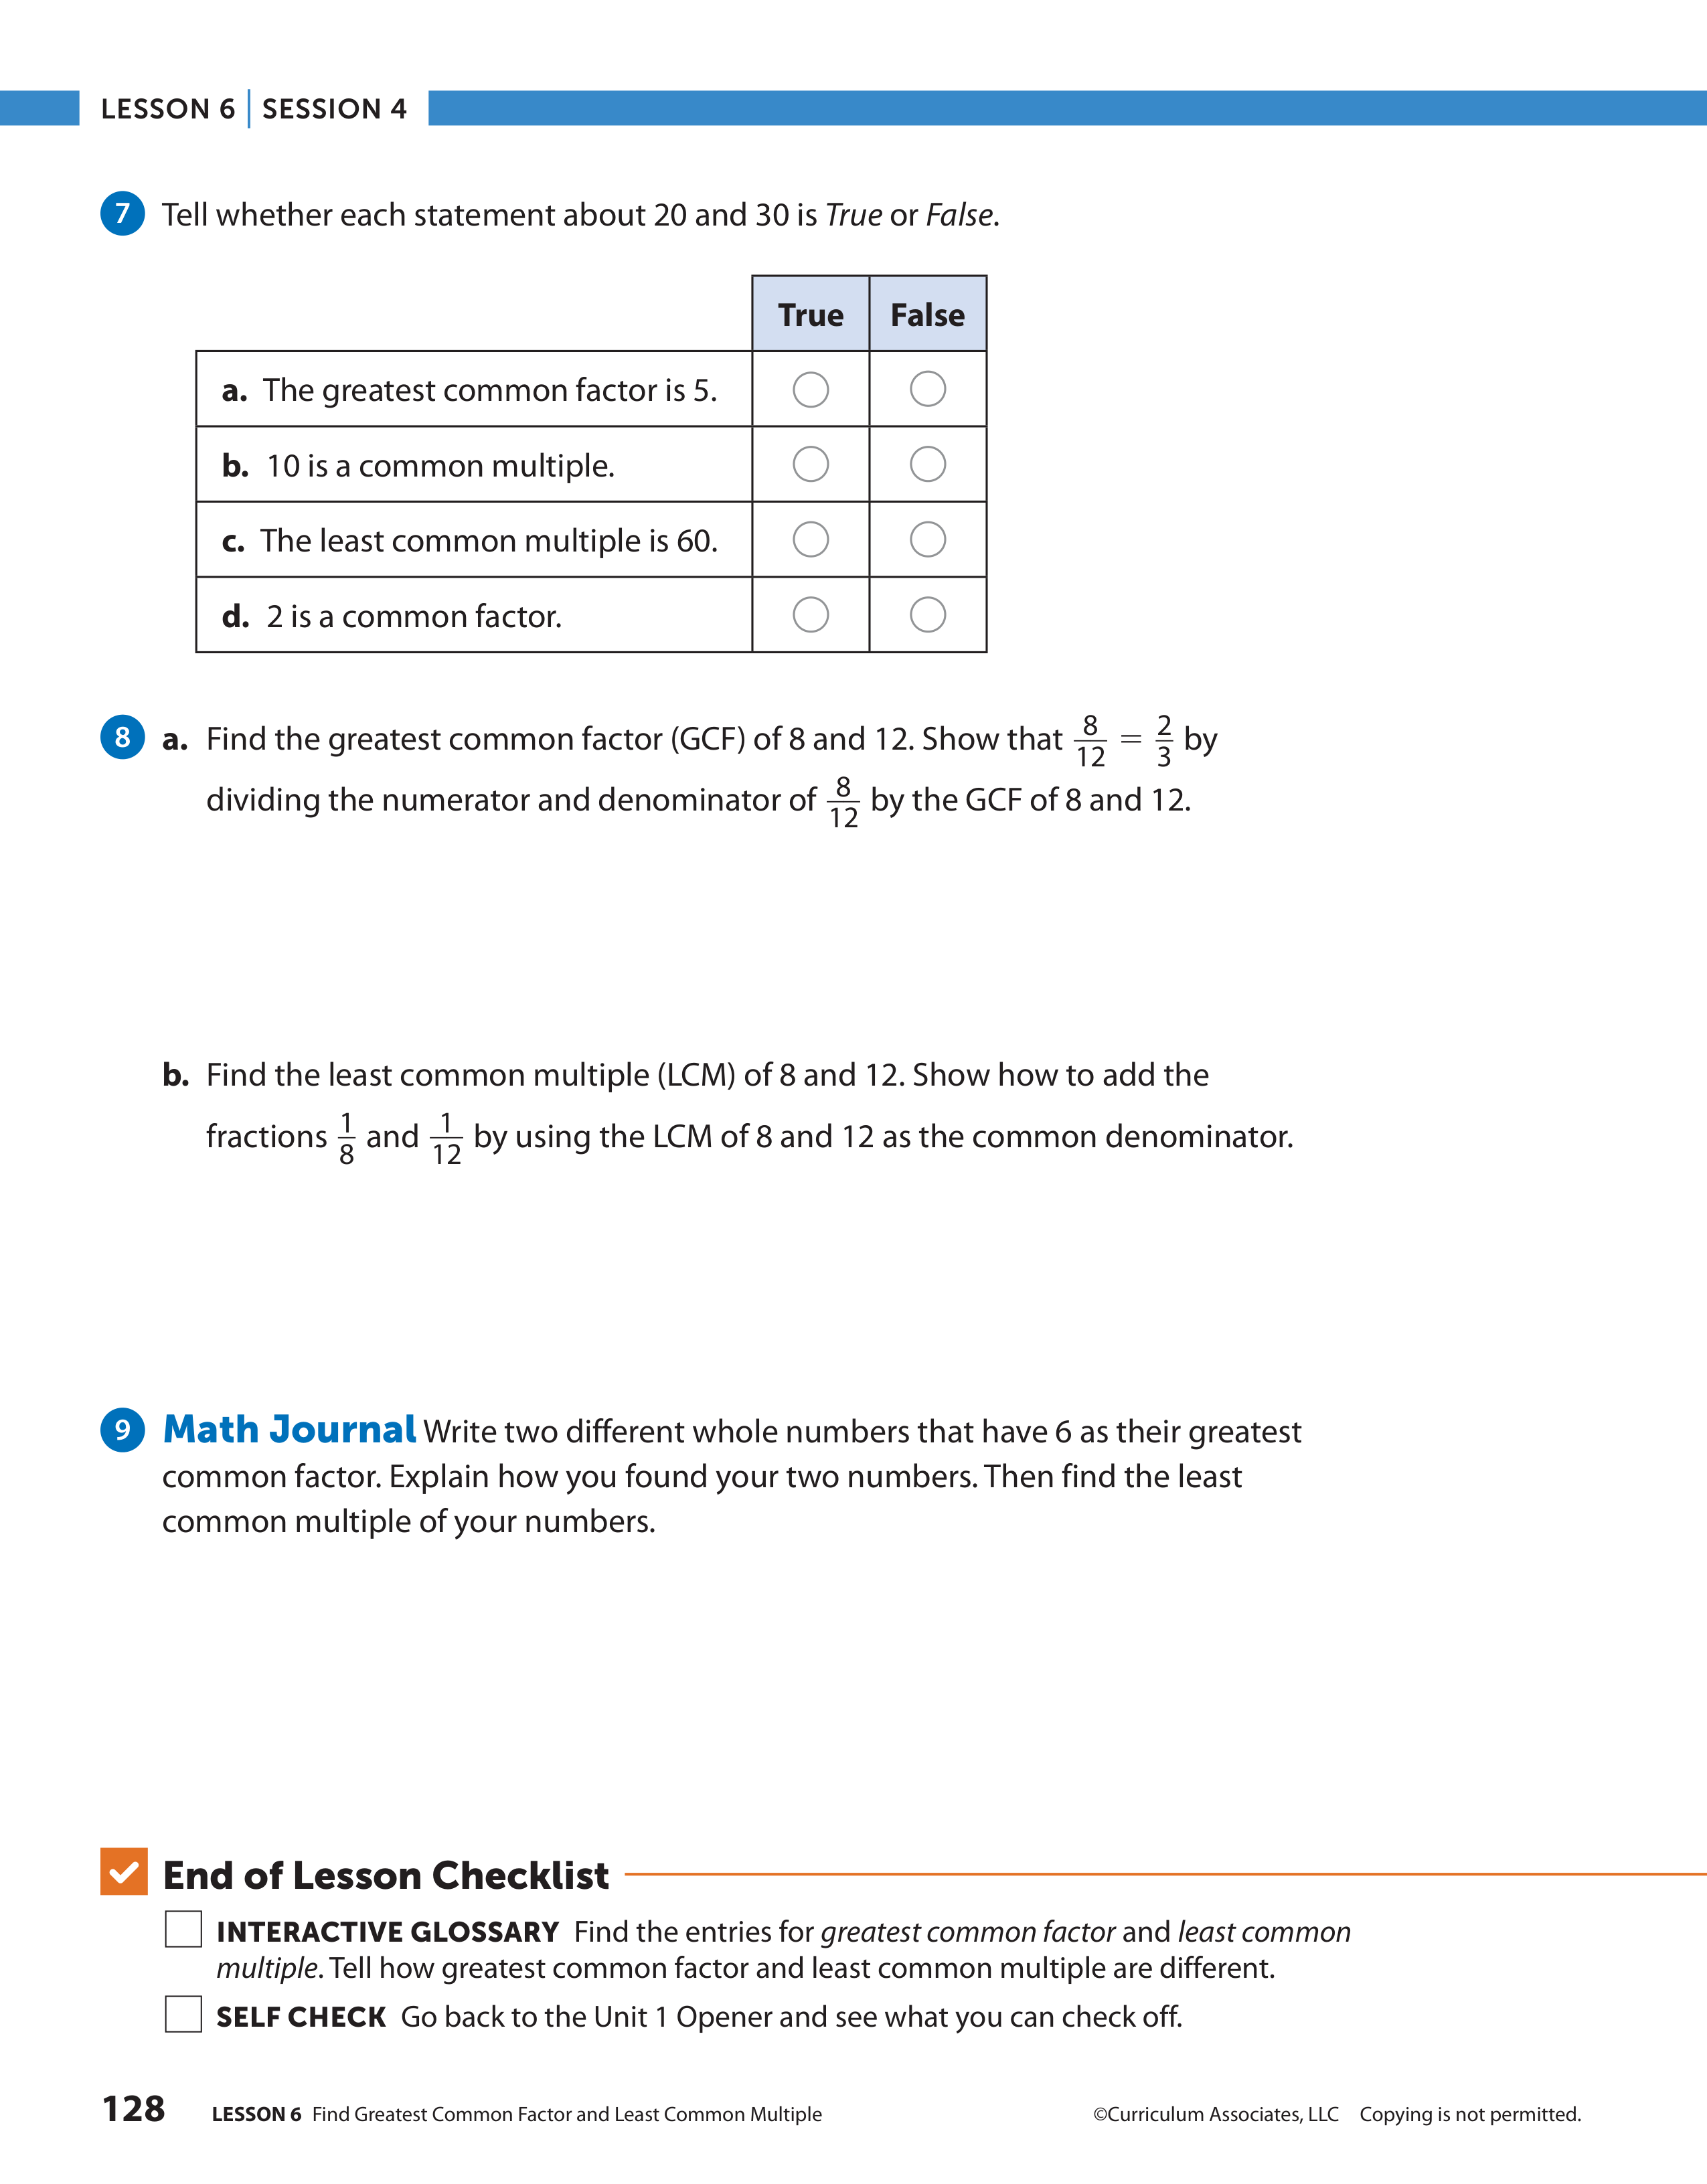 LESSON 6 | SESSION 4
7 Tell whether each statement about 20 and 30 is True or False.
True False
a. The greatest common factor is 5.
b. 10 is a common multiple.
c. The least common multiple is 60.
d. 2 is a common factor.
8 a. Find the greatest common factor (GCF) of 8 and 12. Show that 8/12 = 2/3 by
dividing the numerator and denominator of 8/12 by the GCF of 8 and 12.
b. Find the least common multiple (LCM) of 8 and 12. Show how to add the
fractions 1/8 and 1/12 by using the LCM of 8 and 12 as the common denominator.
9 Math Journal Write two different whole numbers that have 6 as their greatest
common factor. Explain how you found your two numbers. Then find the least
common multiple of your numbers.
End of Lesson Checklist
INTERACTIVE GLOSSARY Find the entries for greatest common factor and least common
multiple. Tell how greatest common factor and least common multiple are different.
SELF CHECK Go back to the Unit 1 Opener and see what you can check off.
128 LESSON 6 Find Greatest Common Factor and Least Common Multiple ©Curriculum Associates, LLC Copying is not permitted.